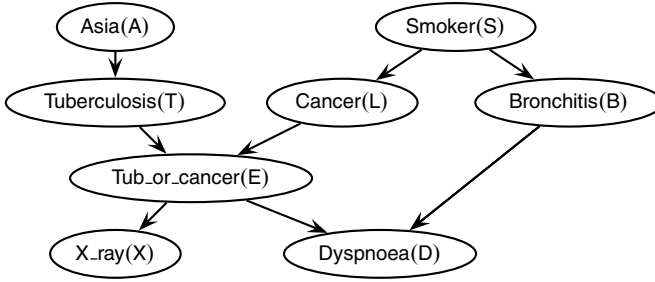 Asia(A)
Smoker(S)
Tuberculosis(T)
Cancer(L)
Bronchitis(B)
Tub_or_cancer(E)
X_ray(X)
Dyspnoea(D)